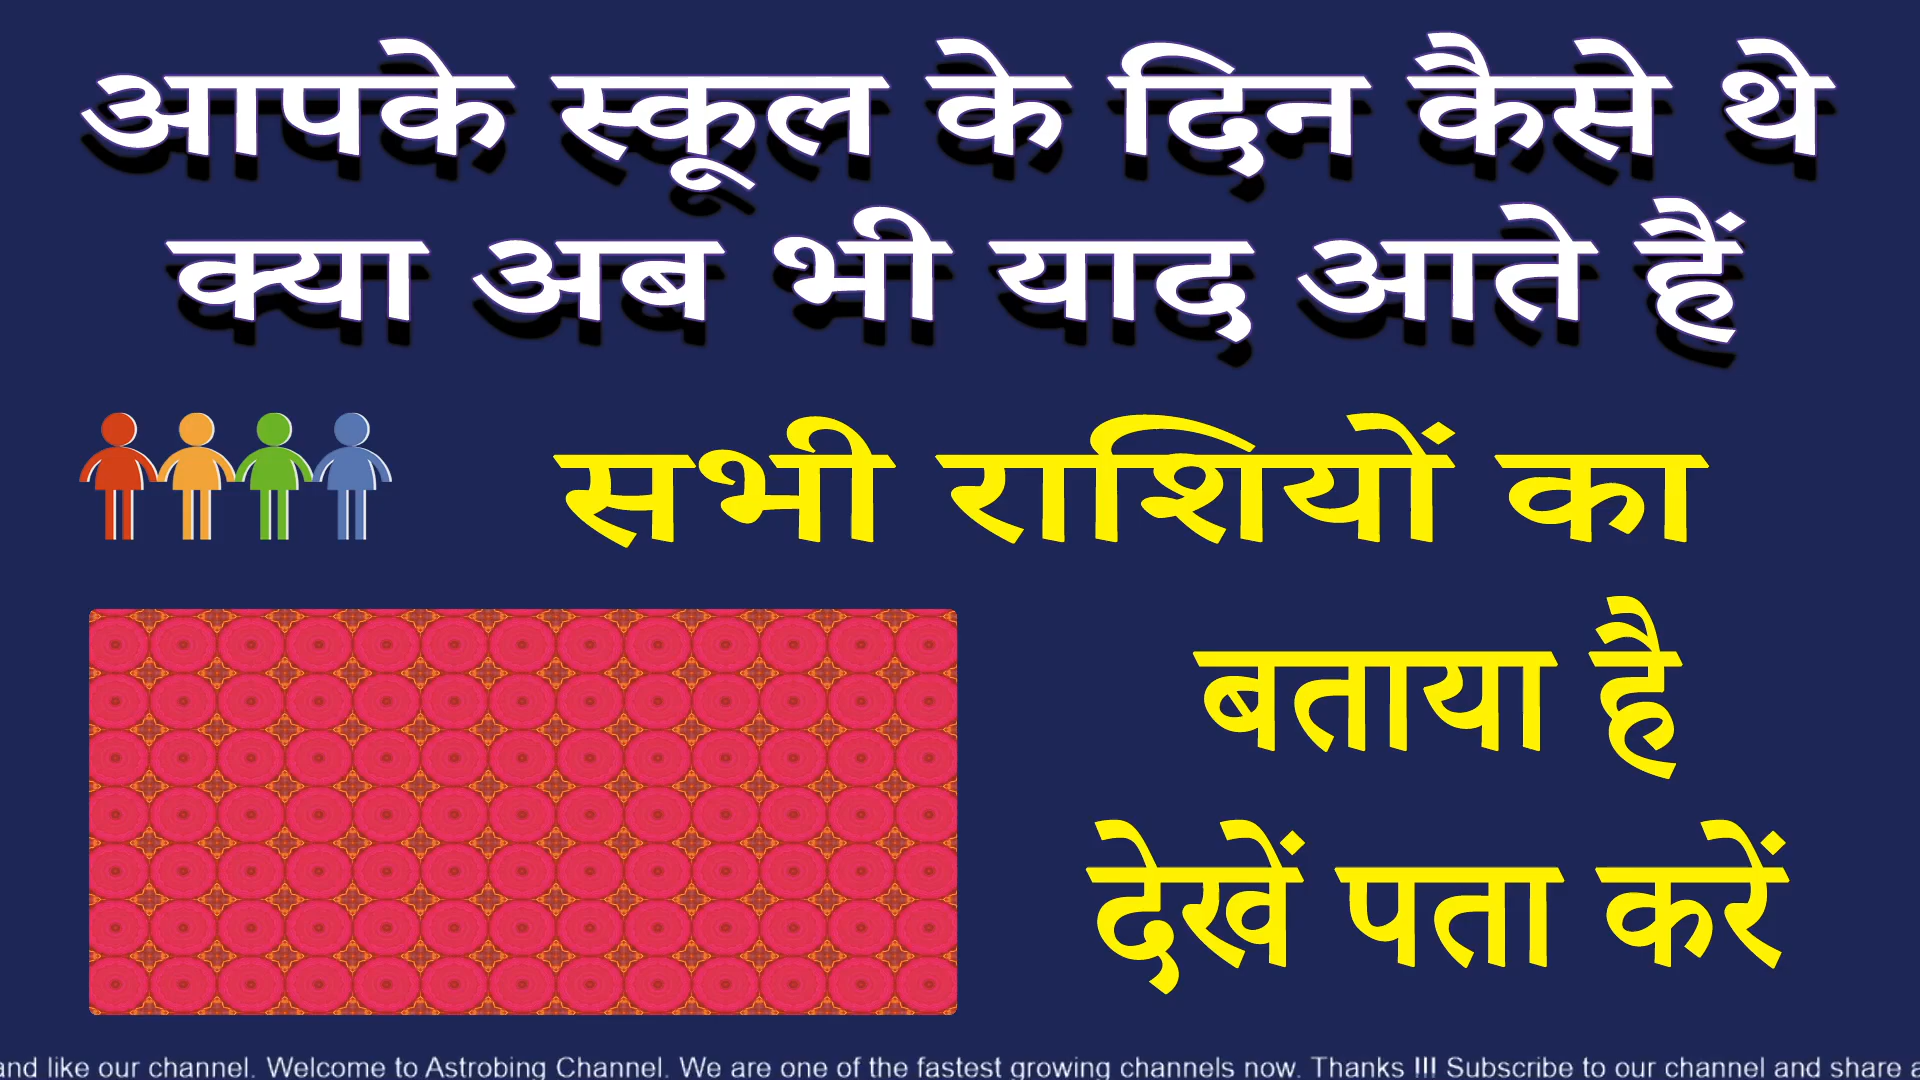 आपके स्कूल के दिन कैसे थे
क्या अब भी याद आते हैं
सभी राशियों का
बताया है
देखें पता करें
and like our channel. Welcome to Astrobing Channel. We are one of the fastest growing channels now. Thanks !!! Subscribe to our channel and share a